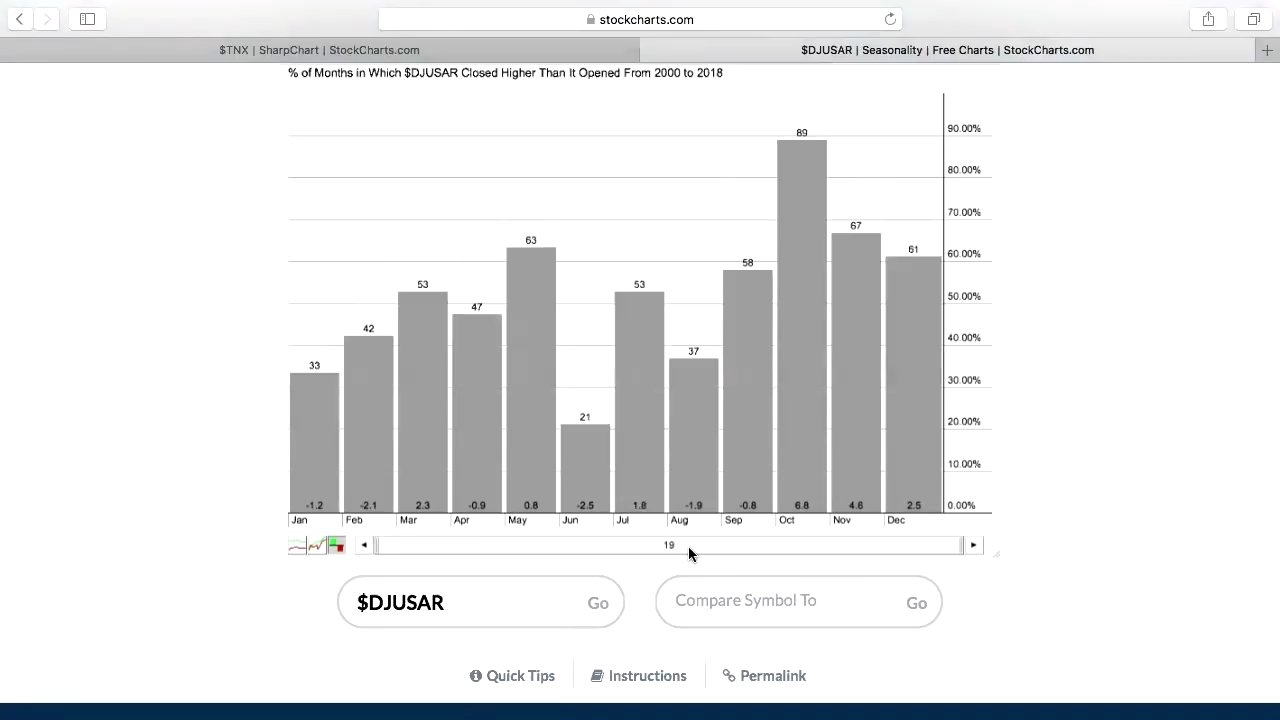 stockcharts.com
$TNX | SharpChart | StockCharts.com
$DJUSAR | Seasonality | Free Charts | StockCharts.com
% of Months in Which $DJUSAR Closed Higher Than It Opened From 2000 to 2018
90.00%
80.00%
70.00%
60.00%
50.00%
40.00%
30.00%
20.00%
10.00%
0.00%
33 42 53 47 63 21 53 37 58 89 67 61
-1.2 -2.1 2.3 -0.9 0.8 -2.5 1.8 -1.9 -0.8 6.8 4.6 2.5
Jan Feb Mar Apr May Jun Jul Aug Sep Oct Nov Dec
19
$DJUSAR Go Compare Symbol To Go
Quick Tips Instructions Permalink